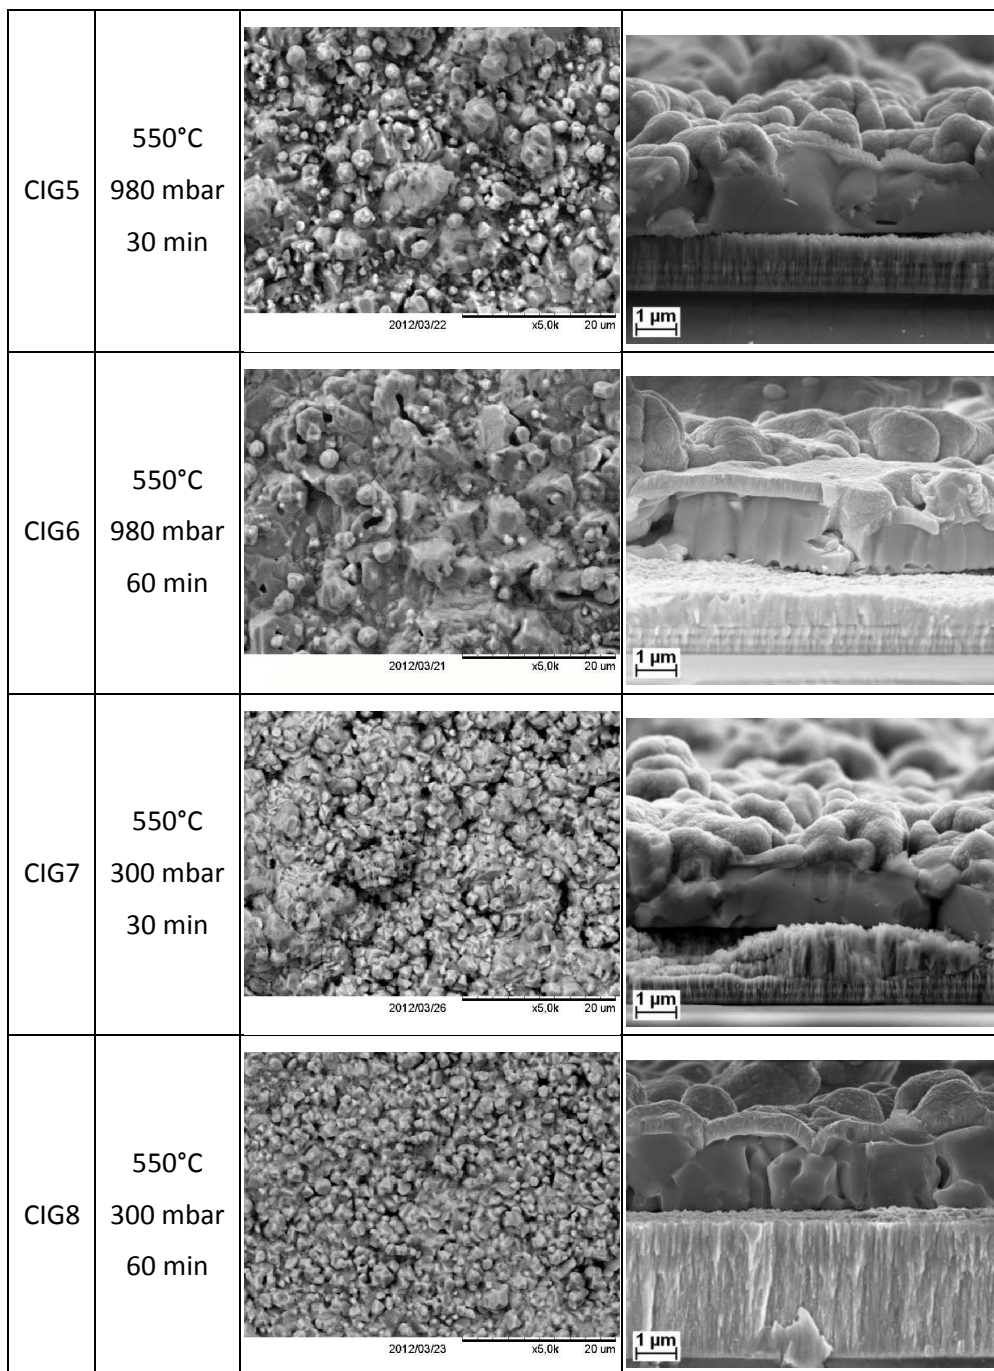 CIG5
550°C
980 mbar
30 min
2012/03/22 x5,0k 20 um
1 µm
CIG6
550°C
980 mbar
60 min
2012/03/21 x5,0k 20 um
1 µm
CIG7
550°C
300 mbar
30 min
2012/03/26 x5,0k 20 um
1 µm
CIG8
550°C
300 mbar
60 min
2012/03/23 x5,0k 20 um
1 µm